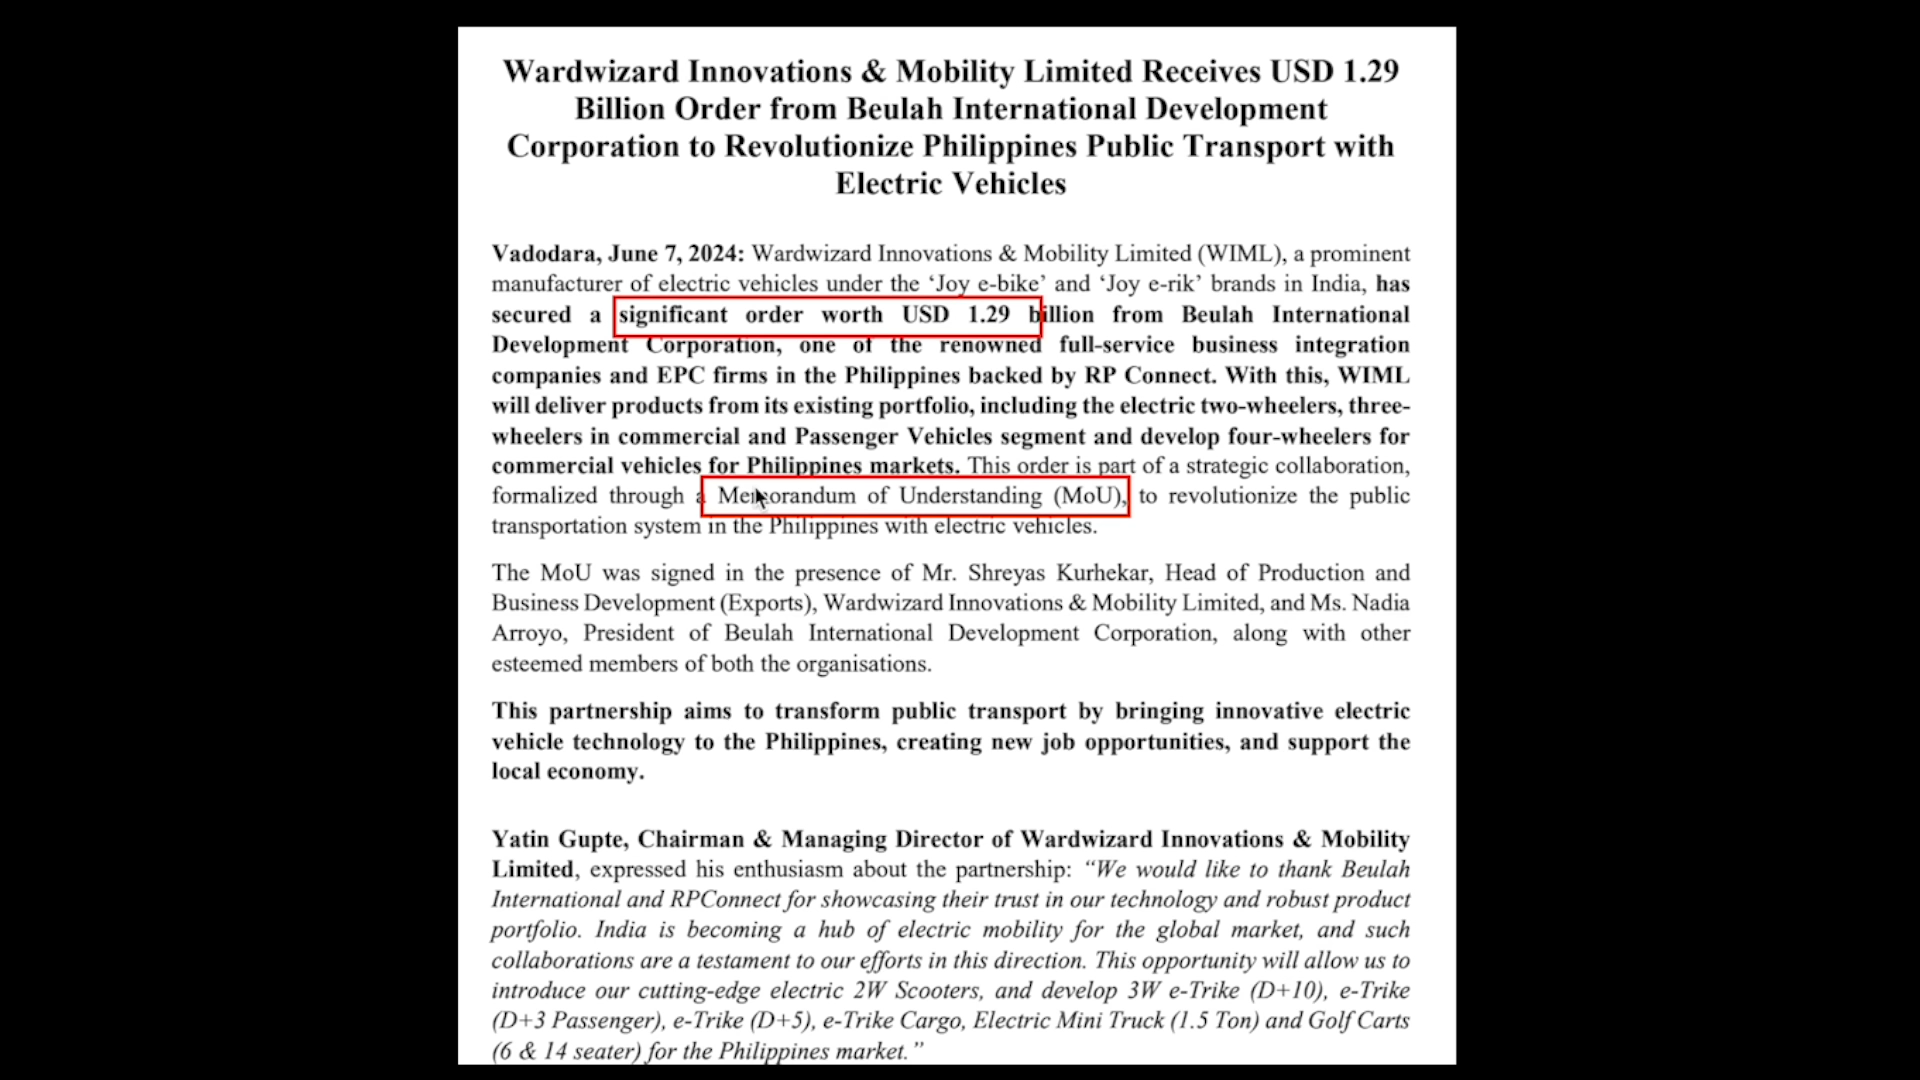 Wardwizard Innovations & Mobility Limited Receives USD 1.29
Billion Order from Beulah International Development
Corporation to Revolutionize Philippines Public Transport with
Electric Vehicles
Vadodara, June 7, 2024: Wardwizard Innovations & Mobility Limited (WIML), a prominent
manufacturer of electric vehicles under the ‘Joy e-bike’ and ‘Joy e-rik’ brands in India, has
secured a significant order worth USD 1.29 billion from Beulah International
Development Corporation, one of the renowned full-service business integration
companies and EPC firms in the Philippines backed by RP Connect. With this, WIML
will deliver products from its existing portfolio, including the electric two-wheelers, three-
wheelers in commercial and Passenger Vehicles segment and develop four-wheelers for
commercial vehicles for Philippines markets. This order is part of a strategic collaboration,
formalized through a Memorandum of Understanding (MoU), to revolutionize the public
transportation system in the Philippines with electric vehicles.
The MoU was signed in the presence of Mr. Shreyas Kurhekar, Head of Production and
Business Development (Exports), Wardwizard Innovations & Mobility Limited, and Ms. Nadia
Arroyo, President of Beulah International Development Corporation, along with other
esteemed members of both the organisations.
This partnership aims to transform public transport by bringing innovative electric
vehicle technology to the Philippines, creating new job opportunities, and support the
local economy.
Yatin Gupte, Chairman & Managing Director of Wardwizard Innovations & Mobility
Limited, expressed his enthusiasm about the partnership: “We would like to thank Beulah
International and RPConnect for showcasing their trust in our technology and robust product
portfolio. India is becoming a hub of electric mobility for the global market, and such
collaborations are a testament to our efforts in this direction. This opportunity will allow us to
introduce our cutting-edge electric 2W Scooters, and develop 3W e-Trike (D+10), e-Trike
(D+3 Passenger), e-Trike (D+5), e-Trike Cargo, Electric Mini Truck (1.5 Ton) and Golf Carts
(6 & 14 seater) for the Philippines market.”